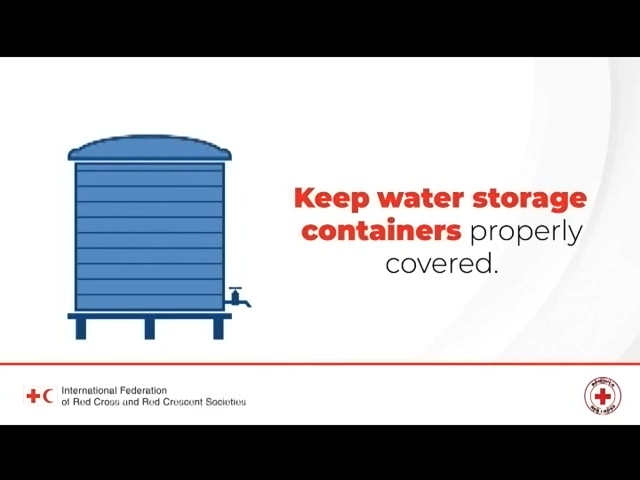 Keep water storage
containers properly
covered.
International Federation
of Red Cross and Red Crescent Societies